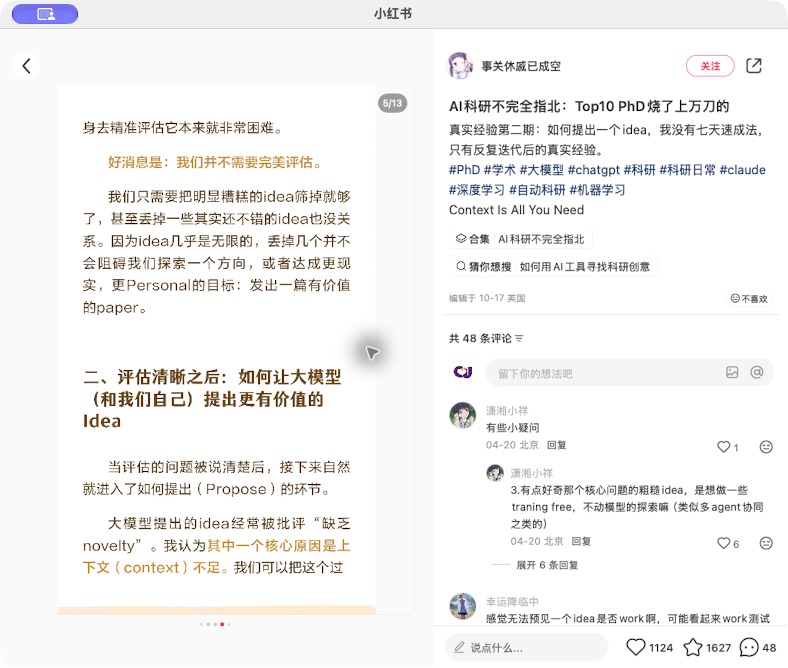 小红书
5/13
身去精准评估它本来就非常困难。
好消息是：我们并不需要完美评估。
我们只需要把明显糟糕的idea筛掉就够
了，甚至丢掉一些其实还不错的idea也没关
系。因为idea几乎是无限的，丢掉几个并不
会阻碍我们探索一个方向，或者达成更现
实，更Personal的目标：发出一篇有价值
的paper。
二、评估清晰之后：如何让大模型
（和我们自己）提出更有价值的
Idea
当评估的问题被说清楚后，接下来自然
就进入了如何提出（Propose）的环节。
大模型提出的idea经常被批评“缺乏
novelty”。我认为其中一个核心原因是上
下文（context）不足。我们可以把这个过
事关休戚已成空
关注
AI科研不完全指北：Top10 PhD烧了上万刀的
真实经验第二期：如何提出一个idea，我没有七天速成法，
只有反复迭代后的真实经验。
#PhD #学术 #大模型 #chatgpt #科研 #科研日常 #claude
#深度学习 #自动科研 #机器学习
Context Is All You Need
合集 AI科研不完全指北
猜你想搜 如何用AI工具寻找科研创意
编辑于 10-17 英国
不喜欢
共 48 条评论
CJ
留下你的想法吧
潇湘小祥
有些小疑问
04-20 北京 回复
1
潇湘小祥
3.有点好奇那个核心问题的粗糙idea，是想做一些
traning free，不动模型的探索嘛（类似多agent协同
之类的）
04-20 北京 回复
6
展开 6 条回复
幸运降临中
感觉无法预见一个idea是否work啊，可能看起来work测试
说点什么...
1124
1627
48